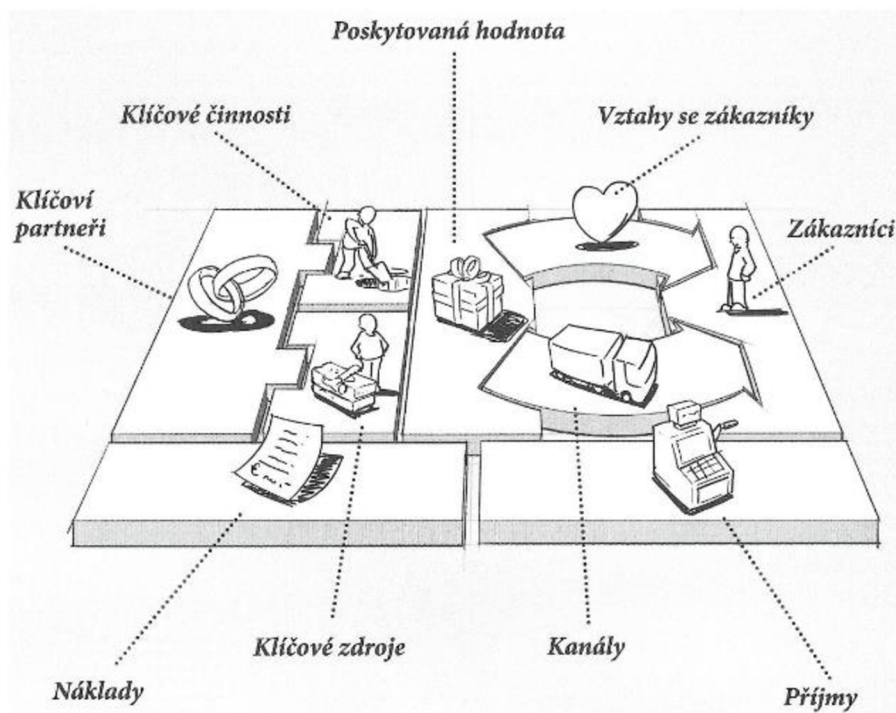 Poskytovaná hodnota
Klíčové činnosti
Vztahy se zákazníky
Klíčoví
partneři
Zákazníci
Klíčové zdroje
Kanály
Náklady
Příjmy